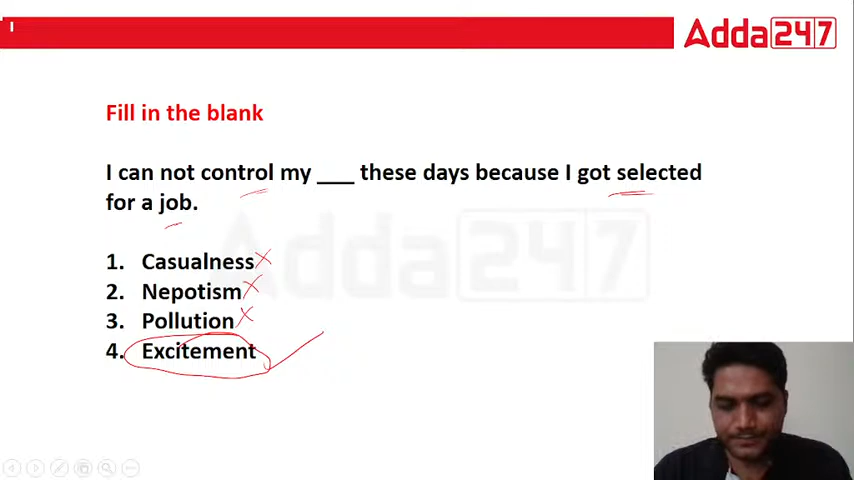 Adda247
Fill in the blank
I can not control my ___ these days because I got selected
for a job.
1. Casualness
2. Nepotism
3. Pollution
4. Excitement
Adda247